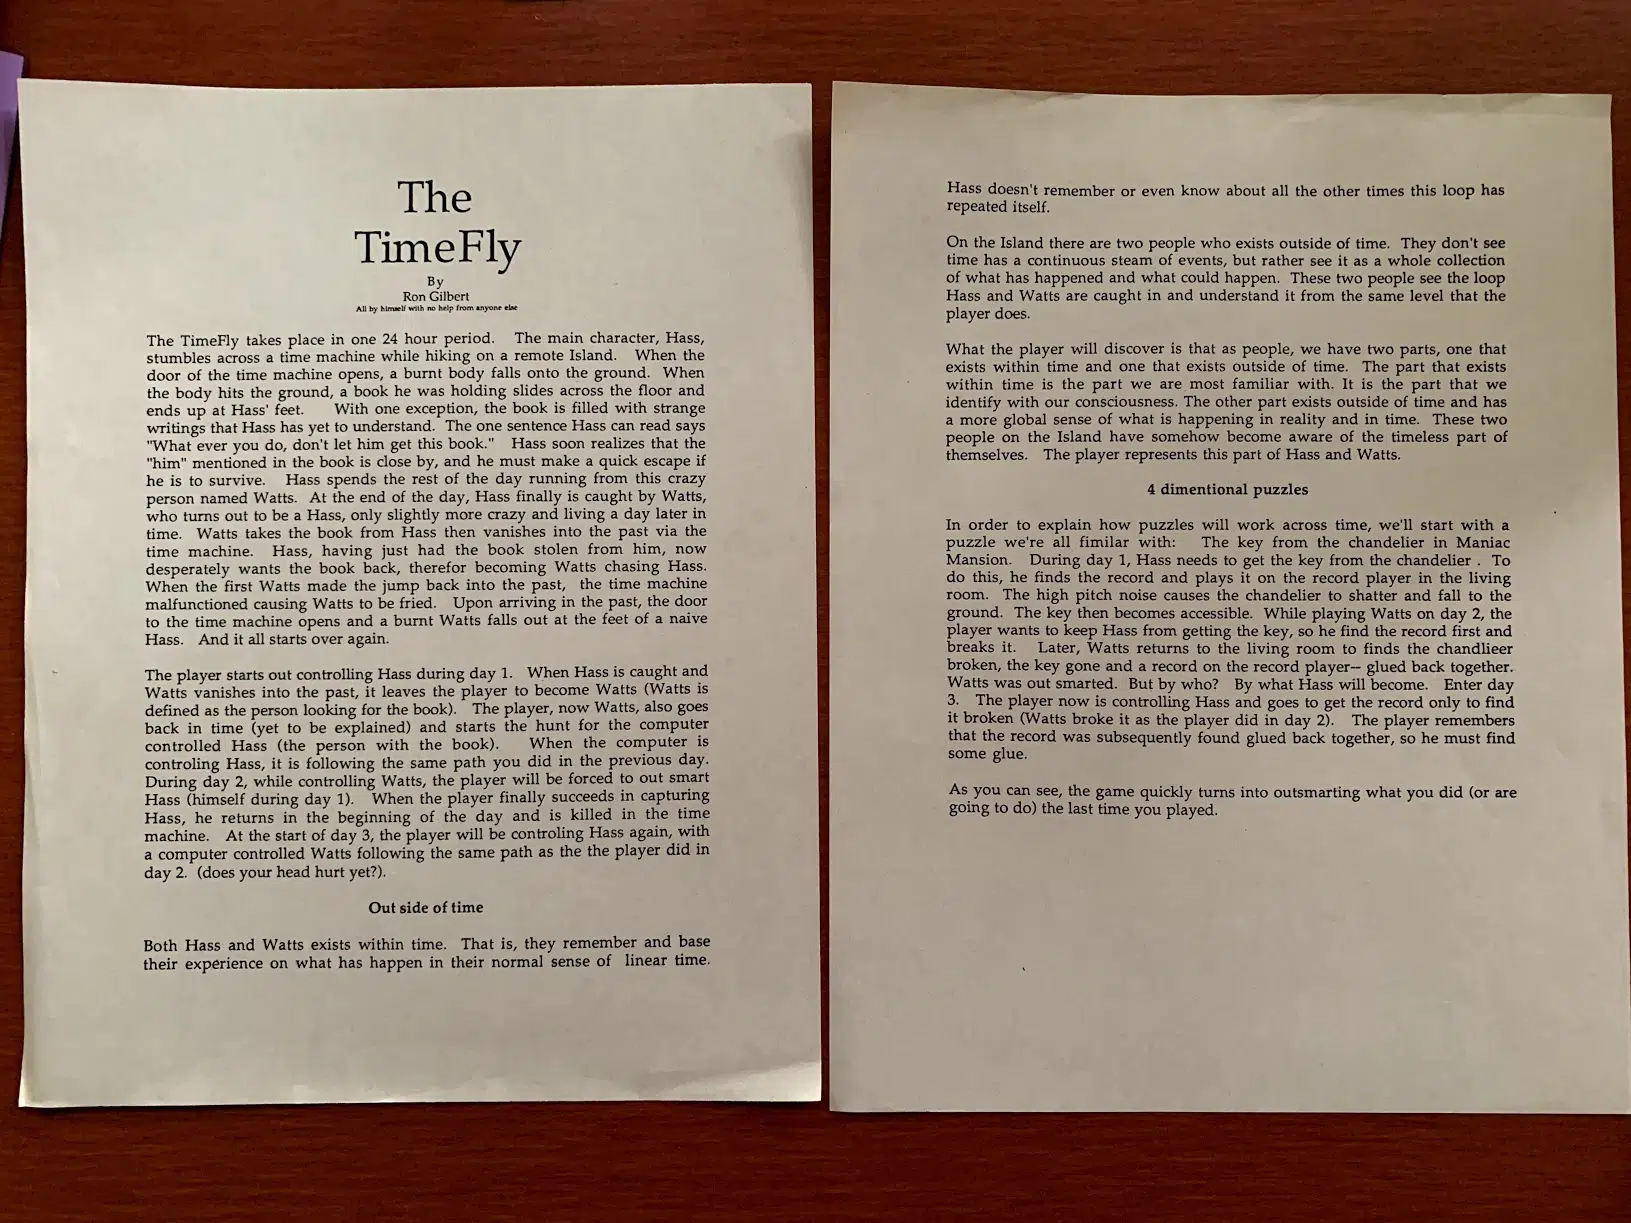 The
TimeFly
By
Ron Gilbert
All by himself with no help from anyone else
The TimeFly takes place in one 24 hour period. The main character, Hass,
stumbles across a time machine while hiking on a remote Island. When the
door of the time machine opens, a burnt body falls onto the ground. When
the body hits the ground, a book he was holding slides across the floor and
ends up at Hass' feet. With one exception, the book is filled with strange
writings that Hass has yet to understand. The one sentence Hass can read says
"What ever you do, don't let him get this book." Hass soon realizes that the
"him" mentioned in the book is close by, and he must make a quick escape if
he is to survive. Hass spends the rest of the day running from this crazy
person named Watts. At the end of the day, Hass finally is caught by Watts,
who turns out to be a Hass, only slightly more crazy and living a day later in
time. Watts takes the book from Hass then vanishes into the past via the
time machine. Hass, having just had the book stolen from him, now
desperately wants the book back, therefor becoming Watts chasing Hass.
When the first Watts made the jump back into the past, the time machine
malfunctioned causing Watts to be fried. Upon arriving in the past, the door
to the time machine opens and a burnt Watts falls out at the feet of a naive
Hass. And it all starts over again.
The player starts out controlling Hass during day 1. When Hass is caught and
Watts vanishes into the past, it leaves the player to become Watts (Watts is
defined as the person looking for the book). The player, now Watts, also goes
back in time (yet to be explained) and starts the hunt for the computer
controlled Hass (the person with the book). When the computer is
controling Hass, it is following the same path you did in the previous day.
During day 2, while controlling Watts, the player will be forced to out smart
Hass (himself during day 1). When the player finally succeeds in capturing
Hass, he returns in the beginning of the day and is killed in the time
machine. At the start of day 3, the player will be controling Hass again, with
a computer controlled Watts following the same path as the the player did in
day 2. (does your head hurt yet?).
Out side of time
Both Hass and Watts exists within time. That is, they remember and base
their experience on what has happen in their normal sense of linear time.
Hass doesn't remember or even know about all the other times this loop has
repeated itself.
On the Island there are two people who exists outside of time. They don't see
time has a continuous steam of events, but rather see it as a whole collection
of what has happened and what could happen. These two people see the loop
Hass and Watts are caught in and understand it from the same level that the
player does.
What the player will discover is that as people, we have two parts, one that
exists within time and one that exists outside of time. The part that exists
within time is the part we are most familiar with. It is the part that we
identify with our consciousness. The other part exists outside of time and has
a more global sense of what is happening in reality and in time. These two
people on the Island have somehow become aware of the timeless part of
themselves. The player represents this part of Hass and Watts.
4 dimentional puzzles
In order to explain how puzzles will work across time, we'll start with a
puzzle we're all fimilar with: The key from the chandelier in Maniac
Mansion. During day 1, Hass needs to get the key from the chandelier . To
do this, he finds the record and plays it on the record player in the living
room. The high pitch noise causes the chandelier to shatter and fall to the
ground. The key then becomes accessible. While playing Watts on day 2, the
player wants to keep Hass from getting the key, so he find the record first and
breaks it. Later, Watts returns to the living room to finds the chandlieer
broken, the key gone and a record on the record player— glued back together.
Watts was out smarted. But by who? By what Hass will become. Enter day
3. The player now is controlling Hass and goes to get the record only to find
it broken (Watts broke it as the player did in day 2). The player remembers
that the record was subsequently found glued back together, so he must find
some glue.
As you can see, the game quickly turns into outsmarting what you did (or are
going to do) the last time you played.